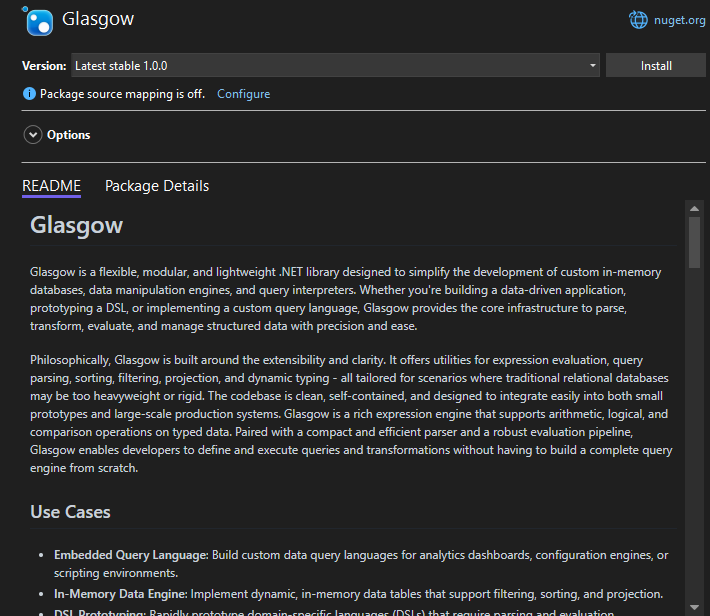 Glasgow
nuget.org
Version:
Latest stable 1.0.0
Install
Package source mapping is off. Configure
Options
README Package Details
Glasgow
Glasgow is a flexible, modular, and lightweight .NET library designed to simplify the development of custom in-memory
databases, data manipulation engines, and query interpreters. Whether you're building a data-driven application,
prototyping a DSL, or implementing a custom query language, Glasgow provides the core infrastructure to parse,
transform, evaluate, and manage structured data with precision and ease.
Philosophically, Glasgow is built around the extensibility and clarity. It offers utilities for expression evaluation, query
parsing, sorting, filtering, projection, and dynamic typing - all tailored for scenarios where traditional relational databases
may be too heavyweight or rigid. The codebase is clean, self-contained, and designed to integrate easily into both small
prototypes and large-scale production systems. Glasgow is a rich expression engine that supports arithmetic, logical, and
comparison operations on typed data. Paired with a compact and efficient parser and a robust evaluation pipeline,
Glasgow enables developers to define and execute queries and transformations without having to build a complete query
engine from scratch.
Use Cases
• Embedded Query Language: Build custom data query languages for analytics dashboards, configuration engines, or
scripting environments.
• In-Memory Data Engine: Implement dynamic, in-memory data tables that support filtering, sorting, and projection.
• DSL Prototyping: Rapidly prototype domain-specific languages (DSLs) that require parsing and evaluation